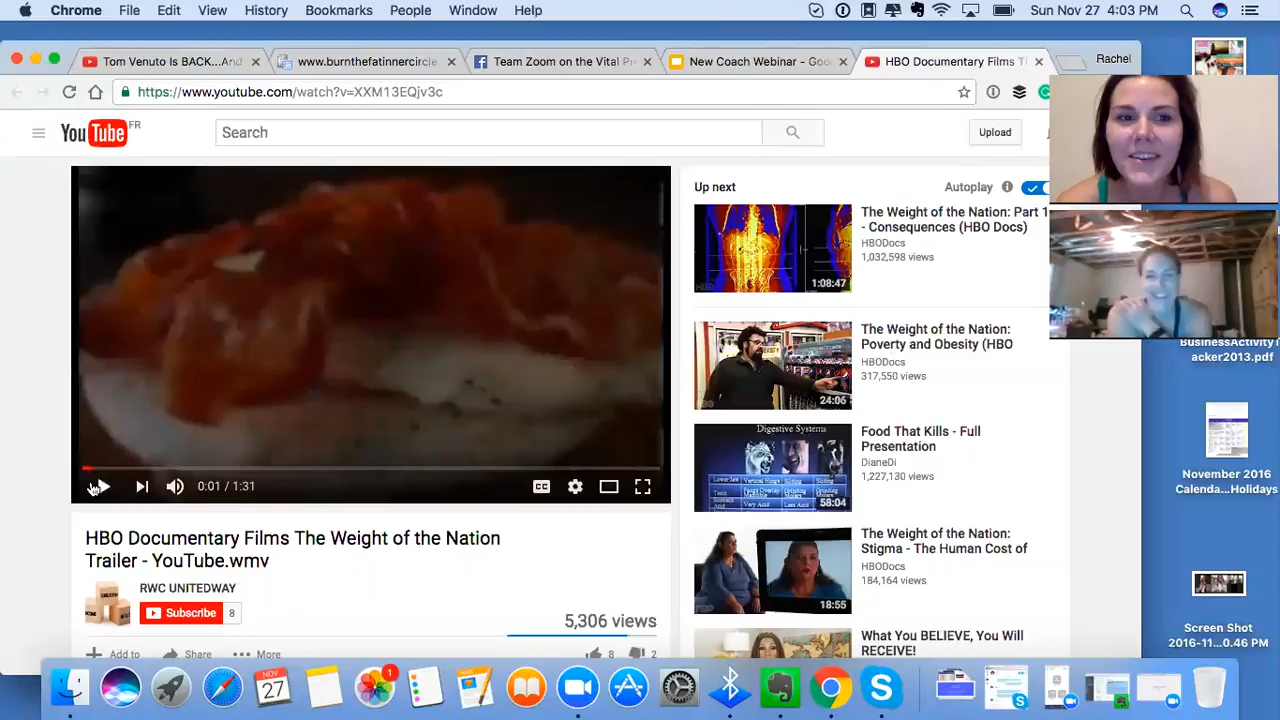 Chrome File Edit View History Bookmarks People Window Help Sun Nov 27 4:03 PM
Tom Venuto Is BACK...And
www.burnthefatinnercircle
Team Zoom on the Vital Pr
New Coach Webinar - Goo
HBO Documentary Films Th
Rachel
https://www.youtube.com/watch?v=XXM13EQjv3c
YouTube FR
Search
Upload
Up next
Autoplay
The Weight of the Nation: Part 1
- Consequences (HBO Docs)
HBODocs
1,032,598 views
1:08:47
The Weight of the Nation:
Poverty and Obesity (HBO
HBODocs
317,550 views
24:06
Digestive Systems
Food That Kills - Full
Presentation
DianeDi
1,227,130 views
58:04
The Weight of the Nation:
Stigma - The Human Cost of
HBODocs
184,164 views
18:55
What You BELIEVE, You Will
RECEIVE!
0:01 / 1:31
CC
HBO Documentary Films The Weight of the Nation
Trailer - YouTube.wmv
RWC UNITEDWAY
Subscribe 8
5,306 views
Add to Share More 8 2
acker2013.pdf
November 2016
Calenda...Holidays
Screen Shot
2016-11...0.46 PM
NOV
27
1